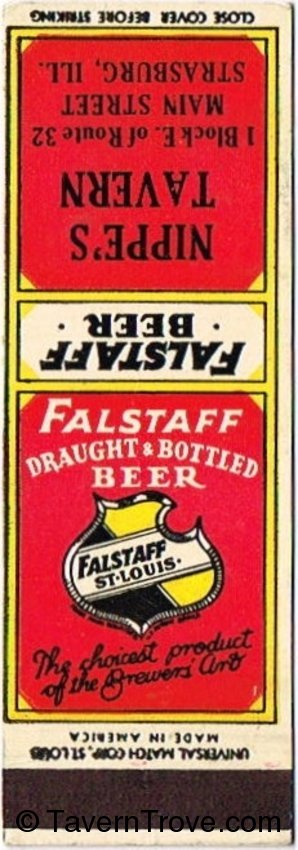 CLOSE COVER BEFORE STRIKING
NIPPE'S
TAVERN
1 Block E. of Route 32
MAIN STREET
STRASBURG, ILL.
FALSTAFF
· BEER ·
FALSTAFF
DRAUGHT & BOTTLED
BEER
FALSTAFF
ST·LOUIS·
The choicest product
of the Brewers' Art
UNIVERSAL MATCH CORP., ST. LOUIS
MADE IN AMERICA
© TavernTrove.com